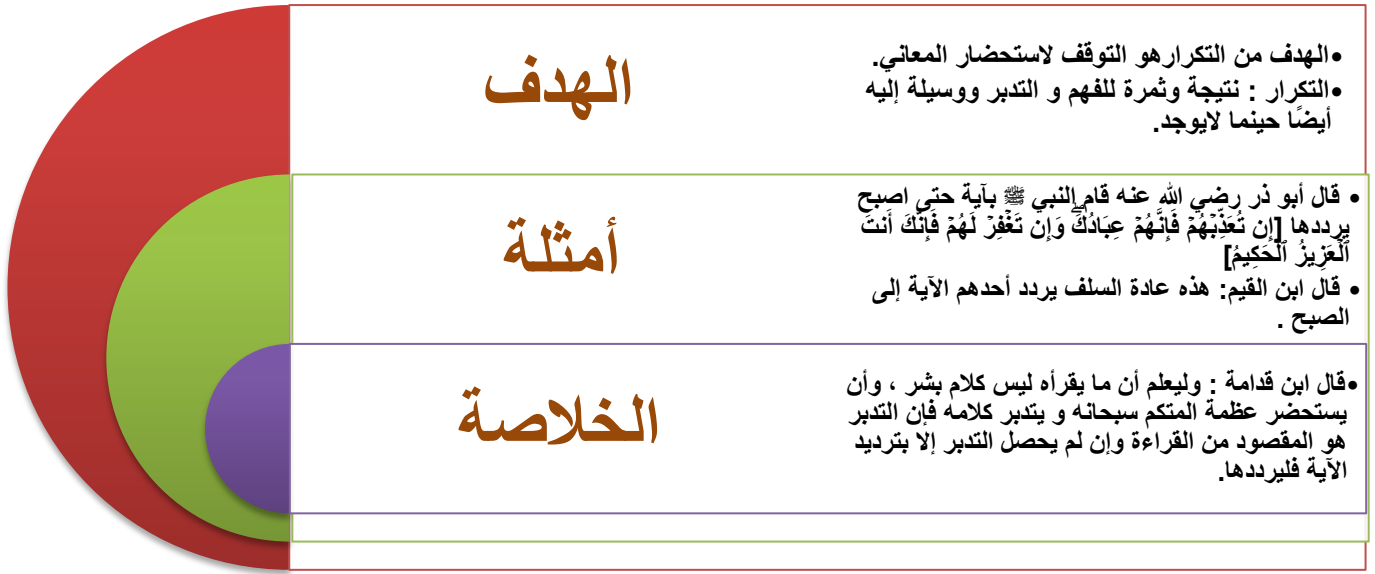 الهدف
•الهدف من التكرارهو التوقف لاستحضار المعاني.
•التكرار : نتيجة وثمرة للفهم و التدبر ووسيلة إليه
أيضًا حينما لايوجد.
أمثلة
• قال أبو ذر رضي الله عنه قام النبي ﷺ بآية حتى اصبح
يرددها [إِن تُعَذِّبۡهُمۡ فَإِنَّهُمۡ عِبَادُكَۖ وَإِن تَغۡفِرۡ لَهُمۡ فَإِنَّكَ أَنتَ
ٱلۡعَزِيزُ ٱلۡحَكِيمُ]
• قال ابن القيم: هذه عادة السلف يردد أحدهم الآية إلى
الصبح .
الخلاصة
•قال ابن قدامة : وليعلم أن ما يقرأه ليس كلام بشر ، وأن
يستحضر عظمة المتكم سبحانه و يتدبر كلامه فإن التدبر
هو المقصود من القراءة وإن لم يحصل التدبر إلا بترديد
الآية فليرددها.